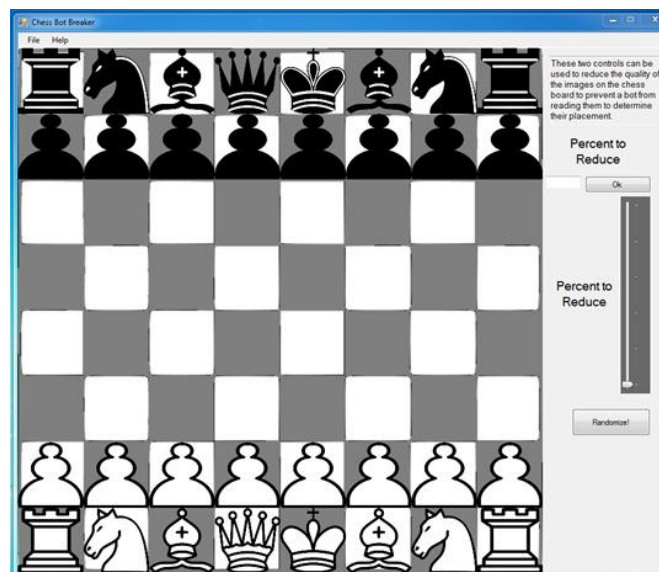 Chess Bot Breaker
File Help
These two controls can be
used to reduce the quality of
the images on the chess
board to prevent a bot from
reading them to determine
their placement.
Percent to
Reduce
Ok
Percent to
Reduce
Randomize!